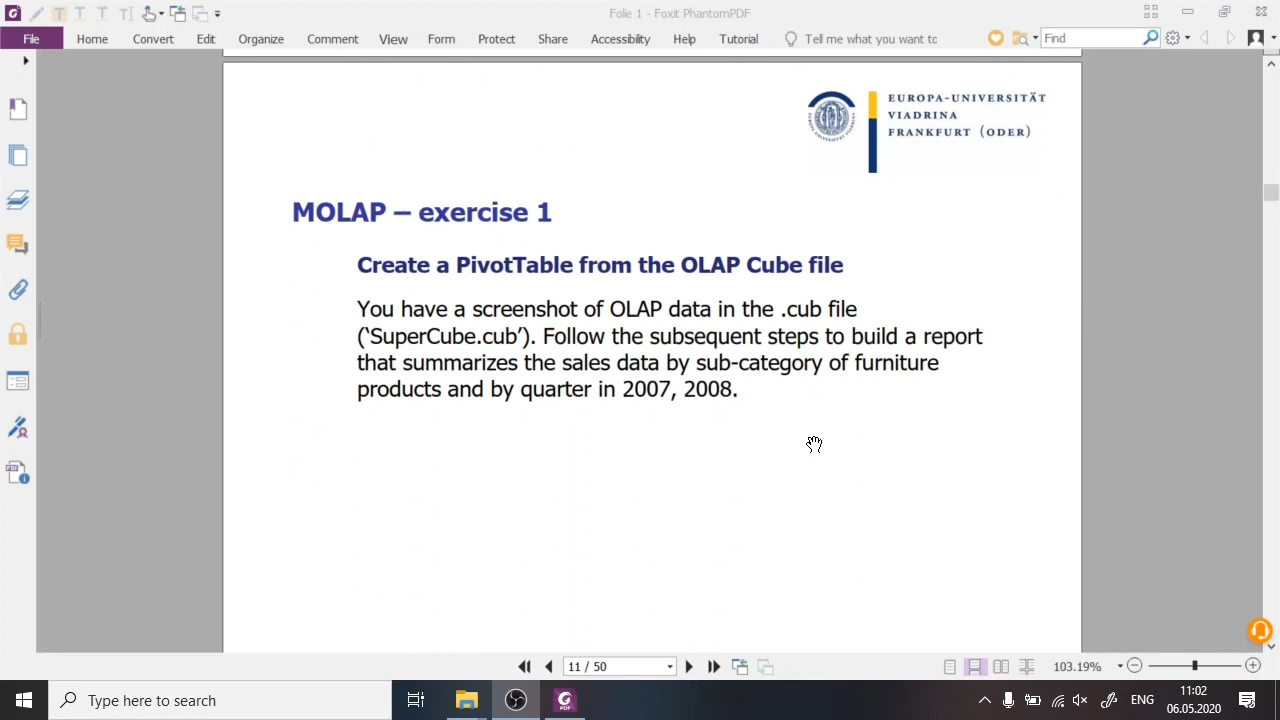 Folie 1 - Foxit PhantomPDF
File Home Convert Edit Organize Comment View Form Protect Share Accessibility Help Tutorial Tell me what you want to Find
EUROPA-UNIVERSITÄT
VIADRINA
FRANKFURT (ODER)
MOLAP – exercise 1
Create a PivotTable from the OLAP Cube file
You have a screenshot of OLAP data in the .cub file
(‘SuperCube.cub’). Follow the subsequent steps to build a report
that summarizes the sales data by sub-category of furniture
products and by quarter in 2007, 2008.
11 / 50
103.19%
Type here to search
ENG
11:02
06.05.2020